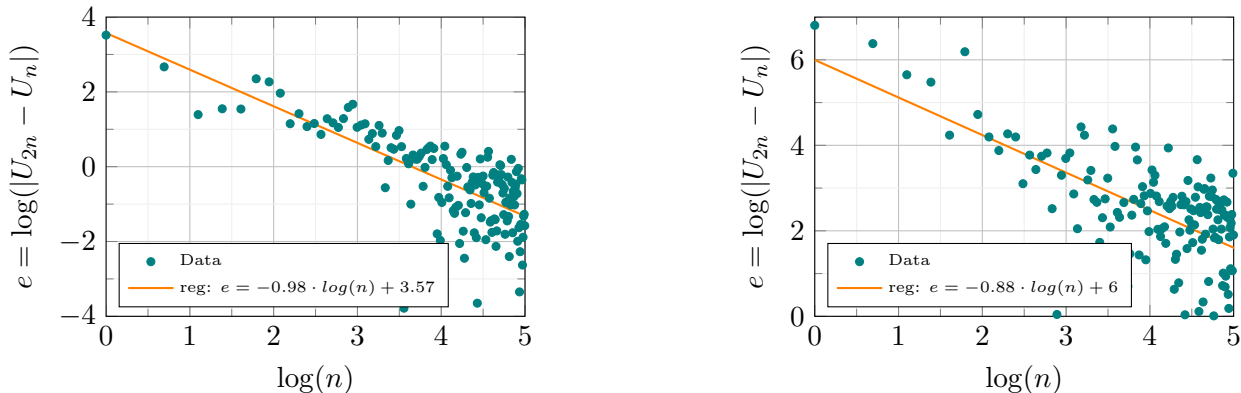 e = log(|U_{2n} − U_n|)
4
2
0
−2
−4
0 1 2 3 4 5
log(n)
Data
reg: e = −0.98 · log(n) + 3.57
e = log(|U_{2n} − U_n|)
6
4
2
0
0 1 2 3 4 5
log(n)
Data
reg: e = −0.88 · log(n) + 6